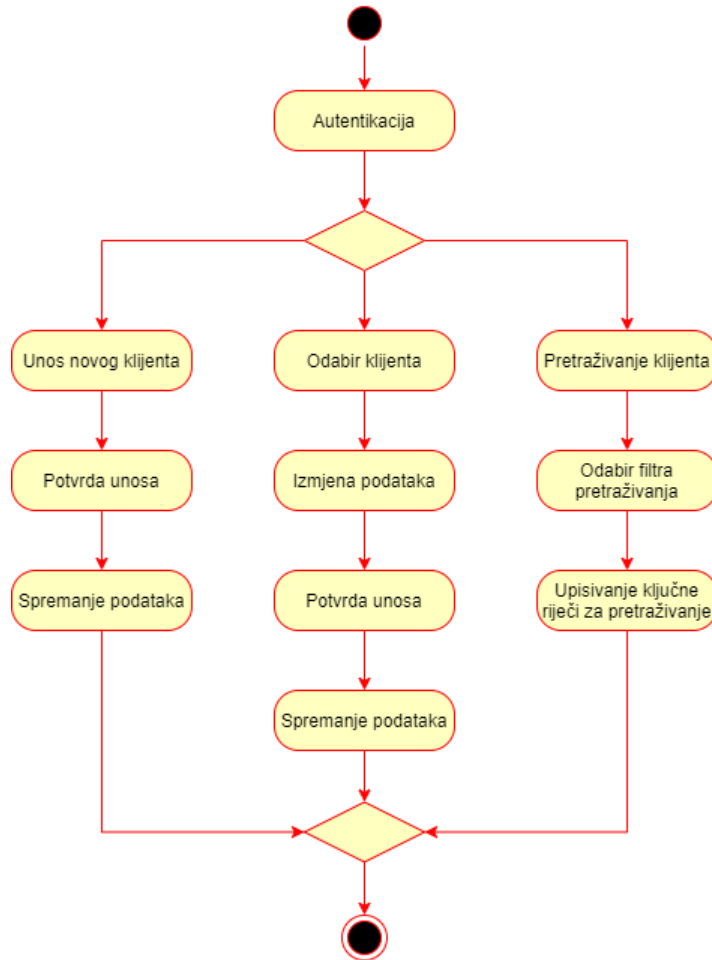 Autentikacija
Unos novog klijenta
Odabir klijenta
Pretraživanje klijenta
Potvrda unosa
Izmjena podataka
Odabir filtra
pretraživanja
Spremanje podataka
Potvrda unosa
Upisivanje ključne
riječi za pretraživanje
Spremanje podataka